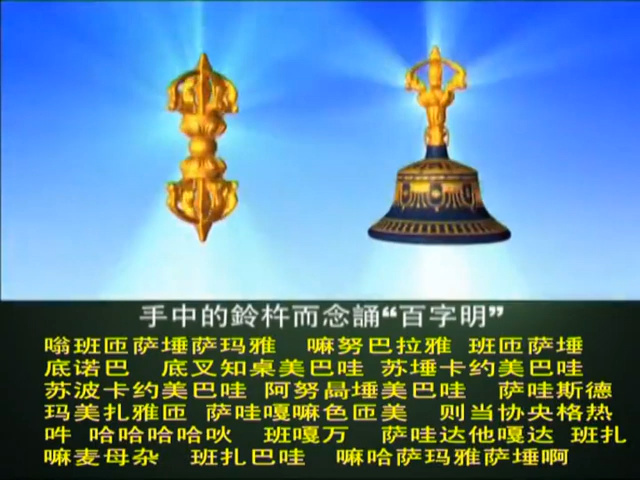 手中的鈴杵而念誦“百字明”
嗡班匝萨埵萨玛雅　嘛努巴拉雅 班匝萨埵
底诺巴　底叉知桌美巴哇 苏埵卡约美巴哇
苏波卡约美巴哇 阿努曷埵美巴哇　萨哇斯德
玛美扎雅匝 萨哇嘎嘛色匝美　则当协央格热
吽 哈哈哈哈伙　班嘎万　萨哇达他嘎达 班扎
嘛麦母杂　班扎巴哇　嘛哈萨玛雅萨埵啊